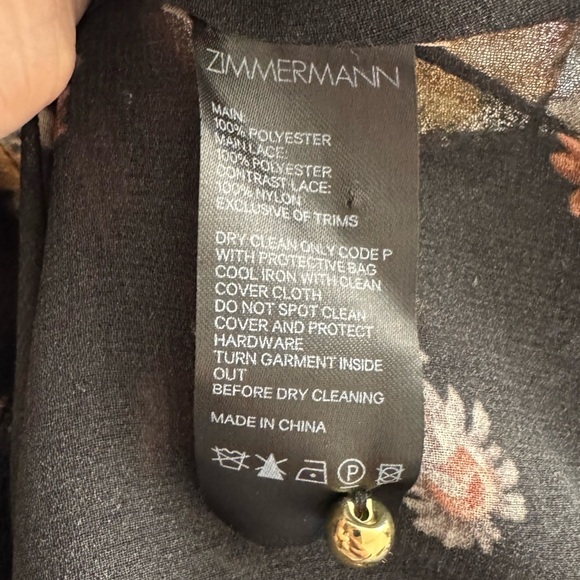 ZIMMERMANN
MAIN:
100% POLYESTER
MAIN LACE:
100% POLYESTER
CONTRAST LACE:
100% NYLON
EXCLUSIVE OF TRIMS
DRY CLEAN ONLY CODE P
WITH PROTECTIVE BAG
COOL IRON WITH CLEAN
COVER CLOTH
DO NOT SPOT CLEAN
COVER AND PROTECT
HARDWARE
TURN GARMENT INSIDE
OUT
BEFORE DRY CLEANING
MADE IN CHINA
P